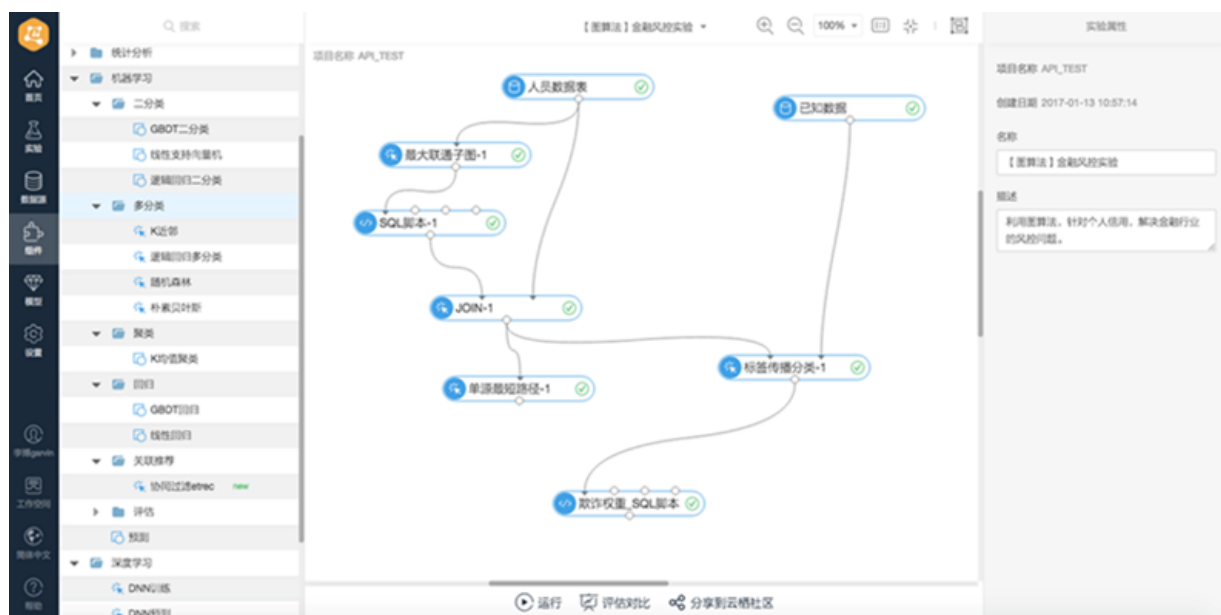 搜索
【图算法】金融风控实验
100%
1:1
实验属性
首页
实验
数据源
组件
模型
设置
工作空间
简体中文
帮助
统计分析
机器学习
二分类
GBDT二分类
线性支持向量机
逻辑回归二分类
多分类
K近邻
逻辑回归多分类
随机森林
朴素贝叶斯
聚类
K均值聚类
回归
GBDT回归
线性回归
关联推荐
协同过滤etrec new
评估
预测
深度学习
DNN训练
DNN预测
项目名称 API_TEST
人员数据表
已知数据
最大联通子图-1
SQL脚本-1
JOIN-1
标签传播分类-1
单源最短路径-1
欺诈权重_SQL脚本
运行
评估对比
分享到云栖社区
项目名称 API_TEST
创建日期 2017-01-13 10:57:14
名称
【图算法】金融风控实验
描述
利用图算法，针对个人信用，解决金融行业
的风控问题。